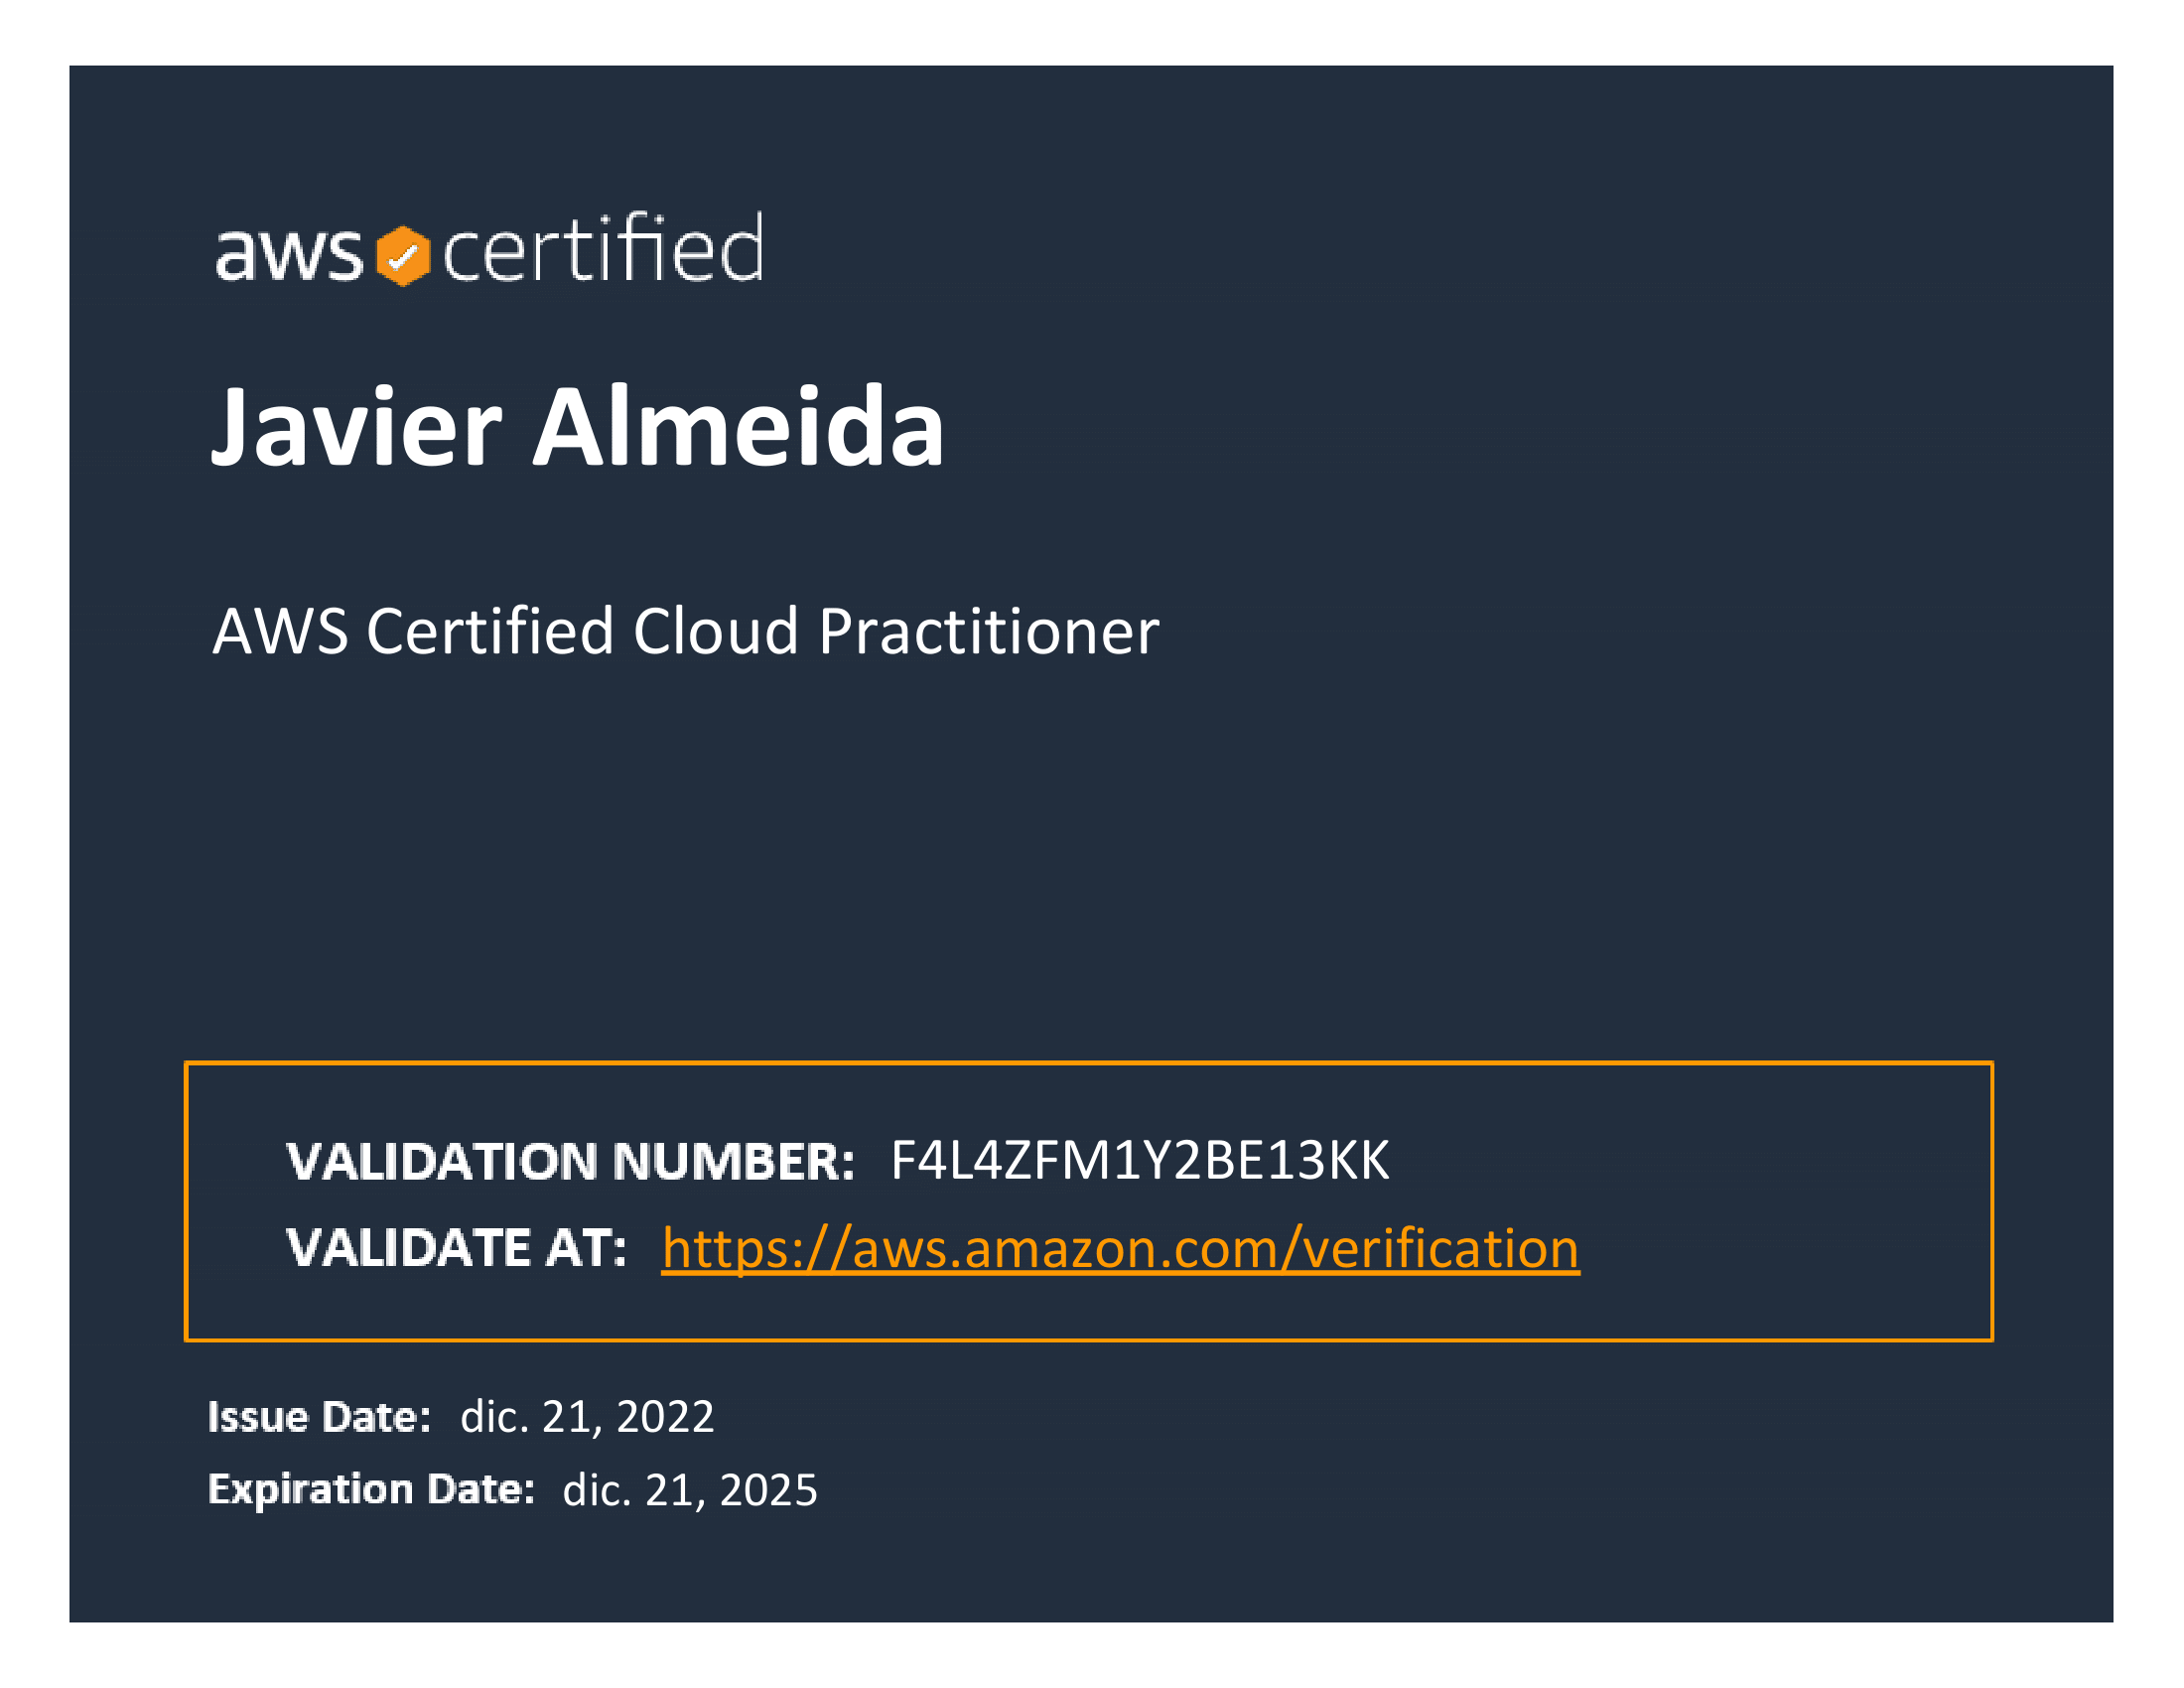 aws certified
Javier Almeida
AWS Certified Cloud Practitioner
VALIDATION NUMBER: F4L4ZFM1Y2BE13KK
VALIDATE AT: https://aws.amazon.com/verification
Issue Date: dic. 21, 2022
Expiration Date: dic. 21, 2025